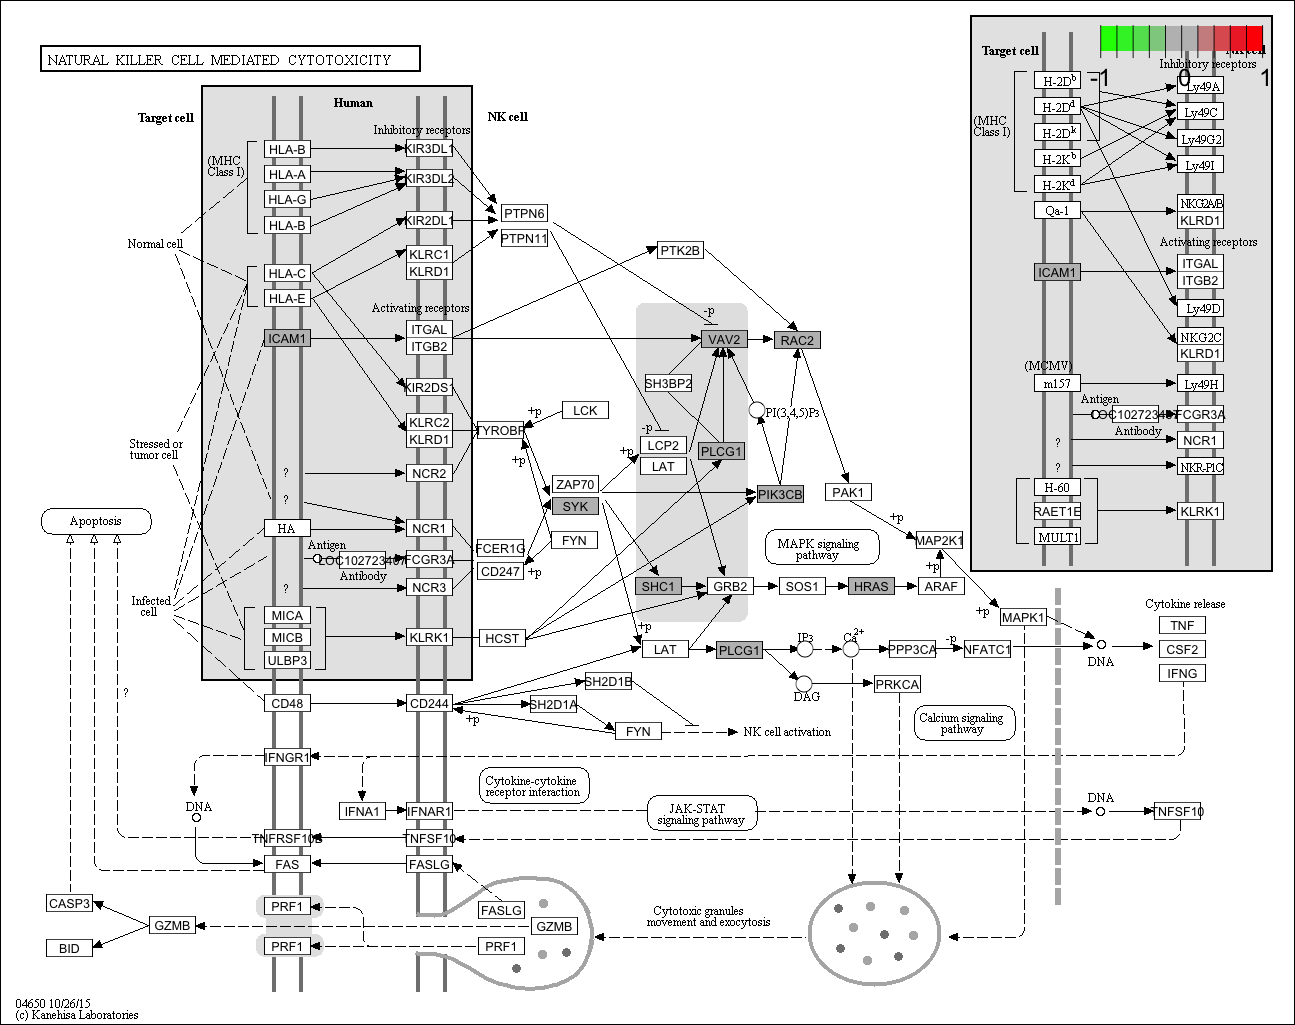 NATURAL KILLER CELL MEDIATED CYTOTOXICITY
Target cell
Human
NK cell
Inhibitory receptors
(MHC
Class I)
HLA-B
KIR3DL1
HLA-A
KIR3DL2
HLA-G
HLA-B
KIR2DL1
PTPN6
PTPN11
Normal cell
KLRC1
KLRD1
PTK2B
HLA-C
HLA-E
Activating receptors
ICAM1
ITGAL
ITGB2
-p
VAV2
RAC2
KIR2DS1
SH3BP2
PI(3,4,5)P3
LCK
+p
KLRC2
KLRD1
TYROBP
-p
LCP2
LAT
PLCG1
+p
+p
Stressed or
tumor cell
?
NCR2
ZAP70
SYK
PIK3CB
PAK1
?
HA
NCR1
FYN
+p
MAP2K1
Apoptosis
Antigen
Antibody
FCGR3A
FCER1G
CD247
+p
MAPK signaling
pathway
+p
?
NCR3
SHC1
GRB2
SOS1
HRAS
ARAF
Infected
cell
MICA
MICB
ULBP3
KLRK1
HCST
+p
+p
MAPK1
LAT
PLCG1
IP3
Ca2+
PPP3CA
-p
NFATC1
DNA
Cytokine release
TNF
CSF2
IFNG
DAG
PRKCA
?
CD48
CD244
+p
SH2D1B
SH2D1A
FYN
NK cell activation
Calcium signaling
pathway
IFNGR1
Cytokine-cytokine
receptor interaction
DNA
IFNA1
IFNAR1
JAK-STAT
signaling pathway
DNA
TNFSF10
TNFRSF10B
TNFSF10
FAS
FASLG
CASP3
BID
GZMB
PRF1
PRF1
FASLG
GZMB
PRF1
Cytotoxic granules
movement and exocytosis
Target cell
NK cell
-1
0
1
Inhibitory receptors
(MHC
Class I)
H-2Db
Ly49A
H-2Dd
Ly49C
H-2Dk
Ly49G2
H-2Kb
Ly49I
H-2Kd
Qa-1
NKG2A/B
KLRD1
Activating receptors
ICAM1
ITGAL
ITGB2
Ly49D
NKG2C
KLRD1
(MCMV)
m157
Ly49H
Antigen
Antibody
FCGR3A
?
NCR1
?
NKR-P1C
H-60
RAET1E
MULT1
KLRK1
04650 10/26/15
(c) Kanehisa Laboratories